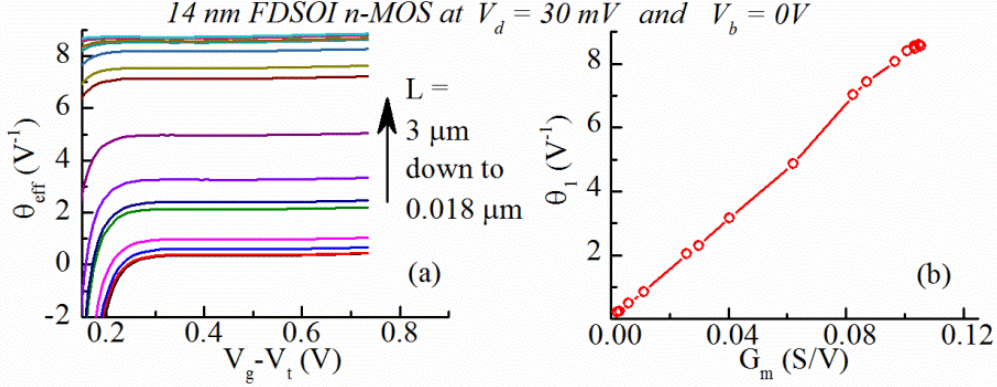 14 nm FDSOI n-MOS at V_d = 30 mV and V_b = 0V
θ_eff (V⁻¹)
8
6
4
2
0
-2
0.2
0.4
0.6
0.8
V_g-V_t (V)
L =
3 μm
down to
0.018 μm
(a)
θ_1 (V⁻¹)
8
6
4
2
0.00
0.04
0.08
0.12
G_m (S/V)
(b)